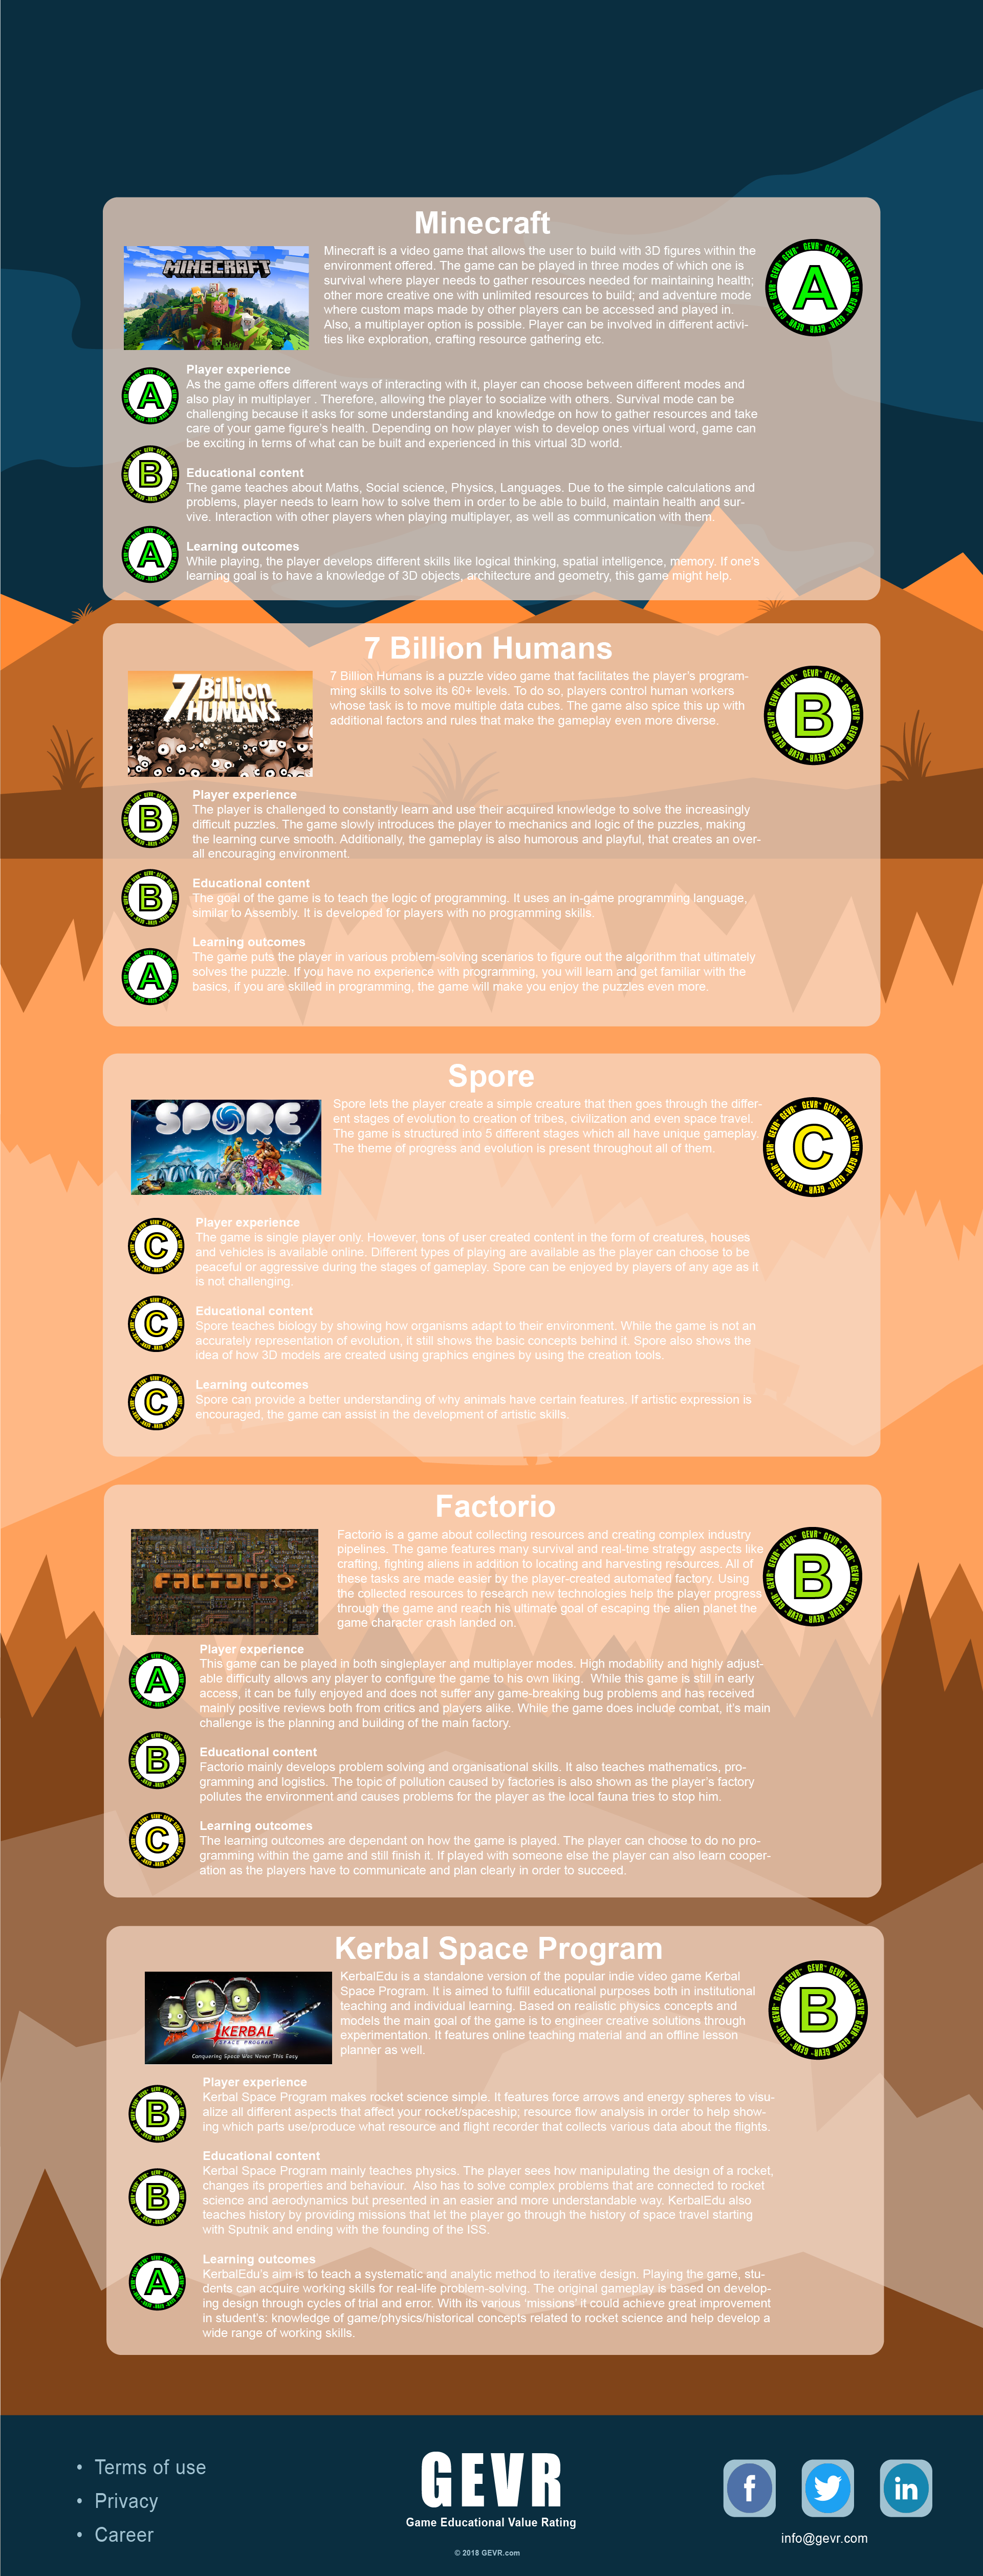 Minecraft
MINECRAFT
Minecraft is a video game that allows the user to build with 3D figures within the
environment offered. The game can be played in three modes of which one is
survival where player needs to gather resources needed for maintaining health;
other more creative one with unlimited resources to build; and adventure mode
where custom maps made by other players can be accessed and played in.
Also, a multiplayer option is possible. Player can be involved in different activi-
ties like exploration, crafting resource gathering etc.
A
Player experience
A
As the game offers different ways of interacting with it, player can choose between different modes and
also play in multiplayer . Therefore, allowing the player to socialize with others. Survival mode can be
challenging because it asks for some understanding and knowledge on how to gather resources and take
care of your game figure's health. Depending on how player wish to develop ones virtual word, game can
be exciting in terms of what can be built and experienced in this virtual 3D world.
Educational content
B
The game teaches about Maths, Social science, Physics, Languages. Due to the simple calculations and
problems, player needs to learn how to solve them in order to be able to build, maintain health and sur-
vive. Interaction with other players when playing multiplayer, as well as communication with them.
Learning outcomes
A
While playing, the player develops different skills like logical thinking, spatial intelligence, memory. If one's
learning goal is to have a knowledge of 3D objects, architecture and geometry, this game might help.
7 Billion Humans
7 Billion
HUMANS
7 Billion Humans is a puzzle video game that facilitates the player's program-
ming skills to solve its 60+ levels. To do so, players control human workers
whose task is to move multiple data cubes. The game also spice this up with
additional factors and rules that make the gameplay even more diverse.
B
Player experience
B
The player is challenged to constantly learn and use their acquired knowledge to solve the increasingly
difficult puzzles. The game slowly introduces the player to mechanics and logic of the puzzles, making
the learning curve smooth. Additionally, the gameplay is also humorous and playful, that creates an over-
all encouraging environment.
Educational content
B
The goal of the game is to teach the logic of programming. It uses an in-game programming language,
similar to Assembly. It is developed for players with no programming skills.
Learning outcomes
A
The game puts the player in various problem-solving scenarios to figure out the algorithm that ultimately
solves the puzzle. If you have no experience with programming, you will learn and get familiar with the
basics, if you are skilled in programming, the game will make you enjoy the puzzles even more.
Spore
SPORE
Spore lets the player create a simple creature that then goes through the differ-
ent stages of evolution to creation of tribes, civilization and even space travel.
The game is structured into 5 different stages which all have unique gameplay.
The theme of progress and evolution is present throughout all of them.
C
Player experience
C
The game is single player only. However, tons of user created content in the form of creatures, houses
and vehicles is available online. Different types of playing are available as the player can choose to be
peaceful or aggressive during the stages of gameplay. Spore can be enjoyed by players of any age as it
is not challenging.
Educational content
C
Spore teaches biology by showing how organisms adapt to their environment. While the game is not an
accurately representation of evolution, it still shows the basic concepts behind it. Spore also shows the
idea of how 3D models are created using graphics engines by using the creation tools.
Learning outcomes
C
Spore can provide a better understanding of why animals have certain features. If artistic expression is
encouraged, the game can assist in the development of artistic skills.
Factorio
FACTORIO
Factorio is a game about collecting resources and creating complex industry
pipelines. The game features many survival and real-time strategy aspects like
crafting, fighting aliens in addition to locating and harvesting resources. All of
these tasks are made easier by the player-created automated factory. Using
the collected resources to research new technologies help the player progress
through the game and reach his ultimate goal of escaping the alien planet the
game character crash landed on.
B
Player experience
A
This game can be played in both singleplayer and multiplayer modes. High modability and highly adjust-
able difficulty allows any player to configure the game to his own liking. While this game is still in early
access, it can be fully enjoyed and does not suffer any game-breaking bug problems and has received
mainly positive reviews both from critics and players alike. While the game does include combat, it's main
challenge is the planning and building of the main factory.
Educational content
B
Factorio mainly develops problem solving and organisational skills. It also teaches mathematics, pro-
gramming and logistics. The topic of pollution caused by factories is also shown as the player's factory
pollutes the environment and causes problems for the player as the local fauna tries to stop him.
Learning outcomes
C
The learning outcomes are dependant on how the game is played. The player can choose to do no pro-
gramming within the game and still finish it. If played with someone else the player can also learn cooper-
ation as the players have to communicate and plan clearly in order to succeed.
Kerbal Space Program
KERBAL
SPACE PROGRAM
Conquering Space Was Never This Easy
KerbalEdu is a standalone version of the popular indie video game Kerbal
Space Program. It is aimed to fulfill educational purposes both in institutional
teaching and individual learning. Based on realistic physics concepts and
models the main goal of the game is to engineer creative solutions through
experimentation. It features online teaching material and an offline lesson
planner as well.
B
Player experience
B
Kerbal Space Program makes rocket science simple. It features force arrows and energy spheres to visu-
alize all different aspects that affect your rocket/spaceship; resource flow analysis in order to help show-
ing which parts use/produce what resource and flight recorder that collects various data about the flights.
Educational content
B
Kerbal Space Program mainly teaches physics. The player sees how manipulating the design of a rocket,
changes its properties and behaviour. Also has to solve complex problems that are connected to rocket
science and aerodynamics but presented in an easier and more understandable way. KerbalEdu also
teaches history by providing missions that let the player go through the history of space travel starting
with Sputnik and ending with the founding of the ISS.
Learning outcomes
A
KerbalEdu's aim is to teach a systematic and analytic method to iterative design. Playing the game, stu-
dents can acquire working skills for real-life problem-solving. The original gameplay is based on develop-
ing design through cycles of trial and error. With its various 'missions' it could achieve great improvement
in student's: knowledge of game/physics/historical concepts related to rocket science and help develop a
wide range of working skills.
• Terms of use
• Privacy
• Career
GEVR
Game Educational Value Rating
© 2018 GEVR.com
f
in
info@gevr.com